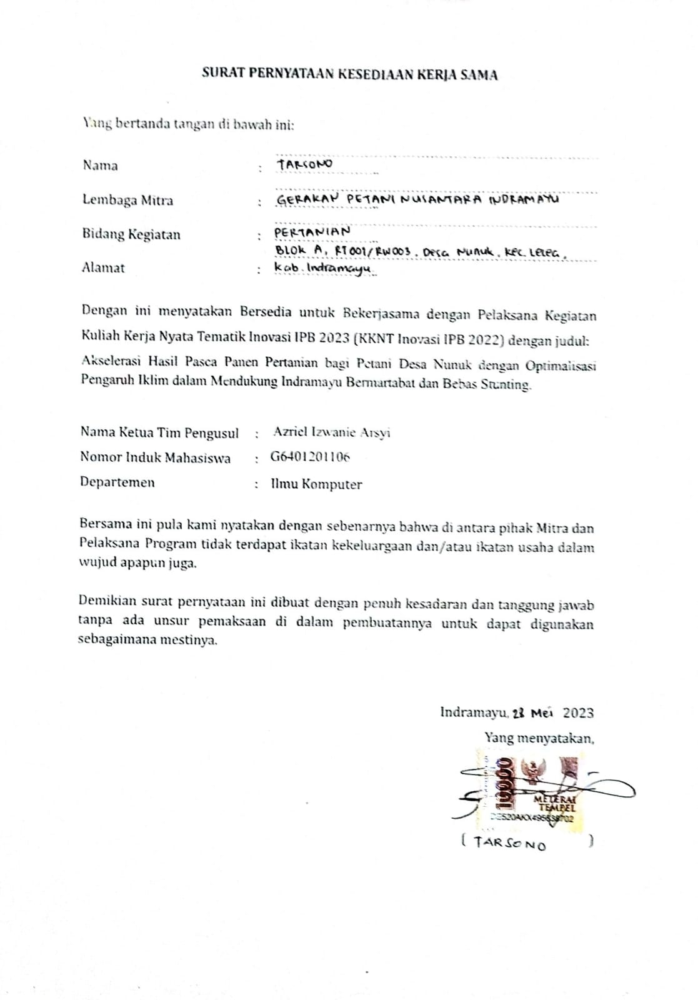 SURAT PERNYATAAN KESEDIAAN KERJA SAMA
Yang bertanda tangan di bawah ini:
Nama : TARSONO
Lembaga Mitra : GERAKAN PETANI NUSANTARA INDRAMAYU
Bidang Kegiatan : PERTANIAN
BLOK A, RT001/RW003, Desa Nunuk, Kec. Lelea,
Alamat : Kab. Indramayu
Dengan ini menyatakan Bersedia untuk Bekerjasama dengan Pelaksana Kegiatan
Kuliah Kerja Nyata Tematik Inovasi IPB 2023 (KKNT Inovasi IPB 2022) dengan judul:
Akselerasi Hasil Pasca Panen Pertanian bagi Petani Desa Nunuk dengan Optimalisasi
Pengaruh Iklim dalam Mendukung Indramayu Bermartabat dan Bebas Stunting.
Nama Ketua Tim Pengusul : Azriel Izwanie Arsyi
Nomor Induk Mahasiswa : G6401201106
Departemen : Ilmu Komputer
Bersama ini pula kami nyatakan dengan sebenarnya bahwa di antara pihak Mitra dan
Pelaksana Program tidak terdapat ikatan kekeluargaan dan/atau ikatan usaha dalam
wujud apapun juga.
Demikian surat pernyataan ini dibuat dengan penuh kesadaran dan tanggung jawab
tanpa ada unsur pemaksaan di dalam pembuatannya untuk dapat digunakan
sebagaimana mestinya.
Indramayu, 28 Mei 2023
Yang menyatakan,
10000
METERAI
TEMPEL
( TARSONO )